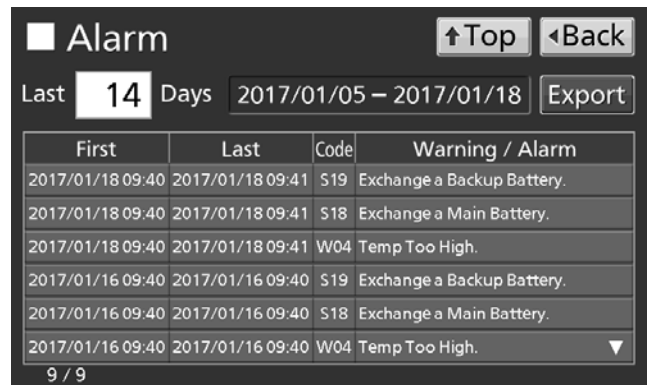 Alarm
↑Top ◂Back
Last 14 Days 2017/01/05 – 2017/01/18 Export
First Last Code Warning / Alarm
2017/01/18 09:40 2017/01/18 09:41 S19 Exchange a Backup Battery.
2017/01/18 09:40 2017/01/18 09:41 S18 Exchange a Main Battery.
2017/01/18 09:40 2017/01/18 09:41 W04 Temp Too High.
2017/01/16 09:40 2017/01/16 09:40 S19 Exchange a Backup Battery.
2017/01/16 09:40 2017/01/16 09:40 S18 Exchange a Main Battery.
2017/01/16 09:40 2017/01/16 09:40 W04 Temp Too High.
9 / 9